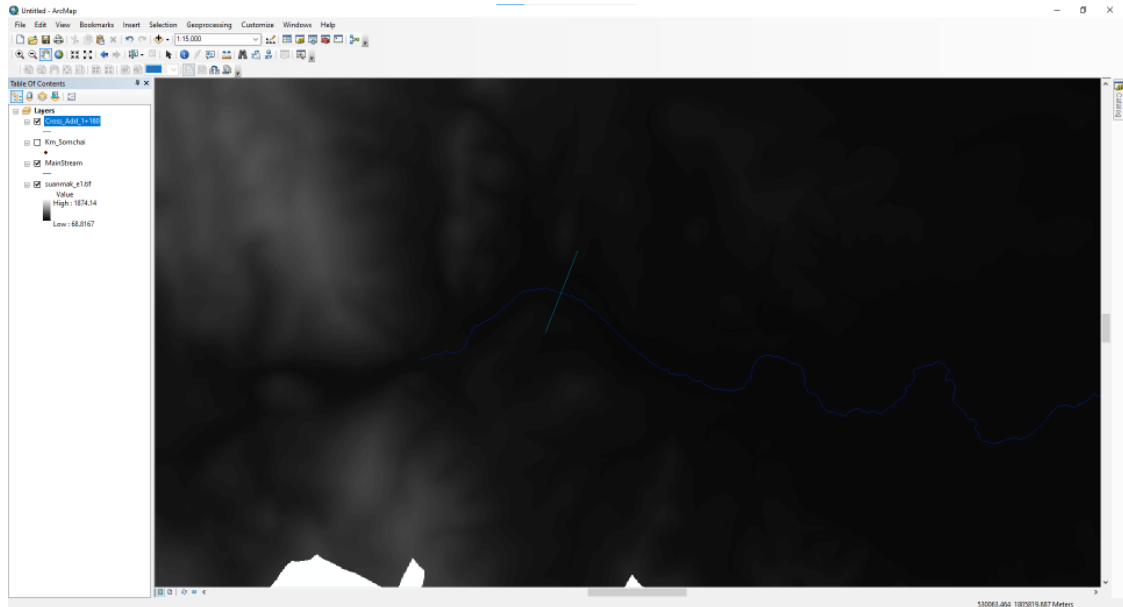 Untitled - ArcMap
File Edit View Bookmarks Insert Selection Geoprocessing Customize Windows Help
1:15,000
Table Of Contents
Layers
Cross_Add_1+160
Km_Somchai
MainStream
suanmak_e1.tif
Value
High : 1874.14
Low : 68.8167
Catalog
530063.464 1805819.687 Meters